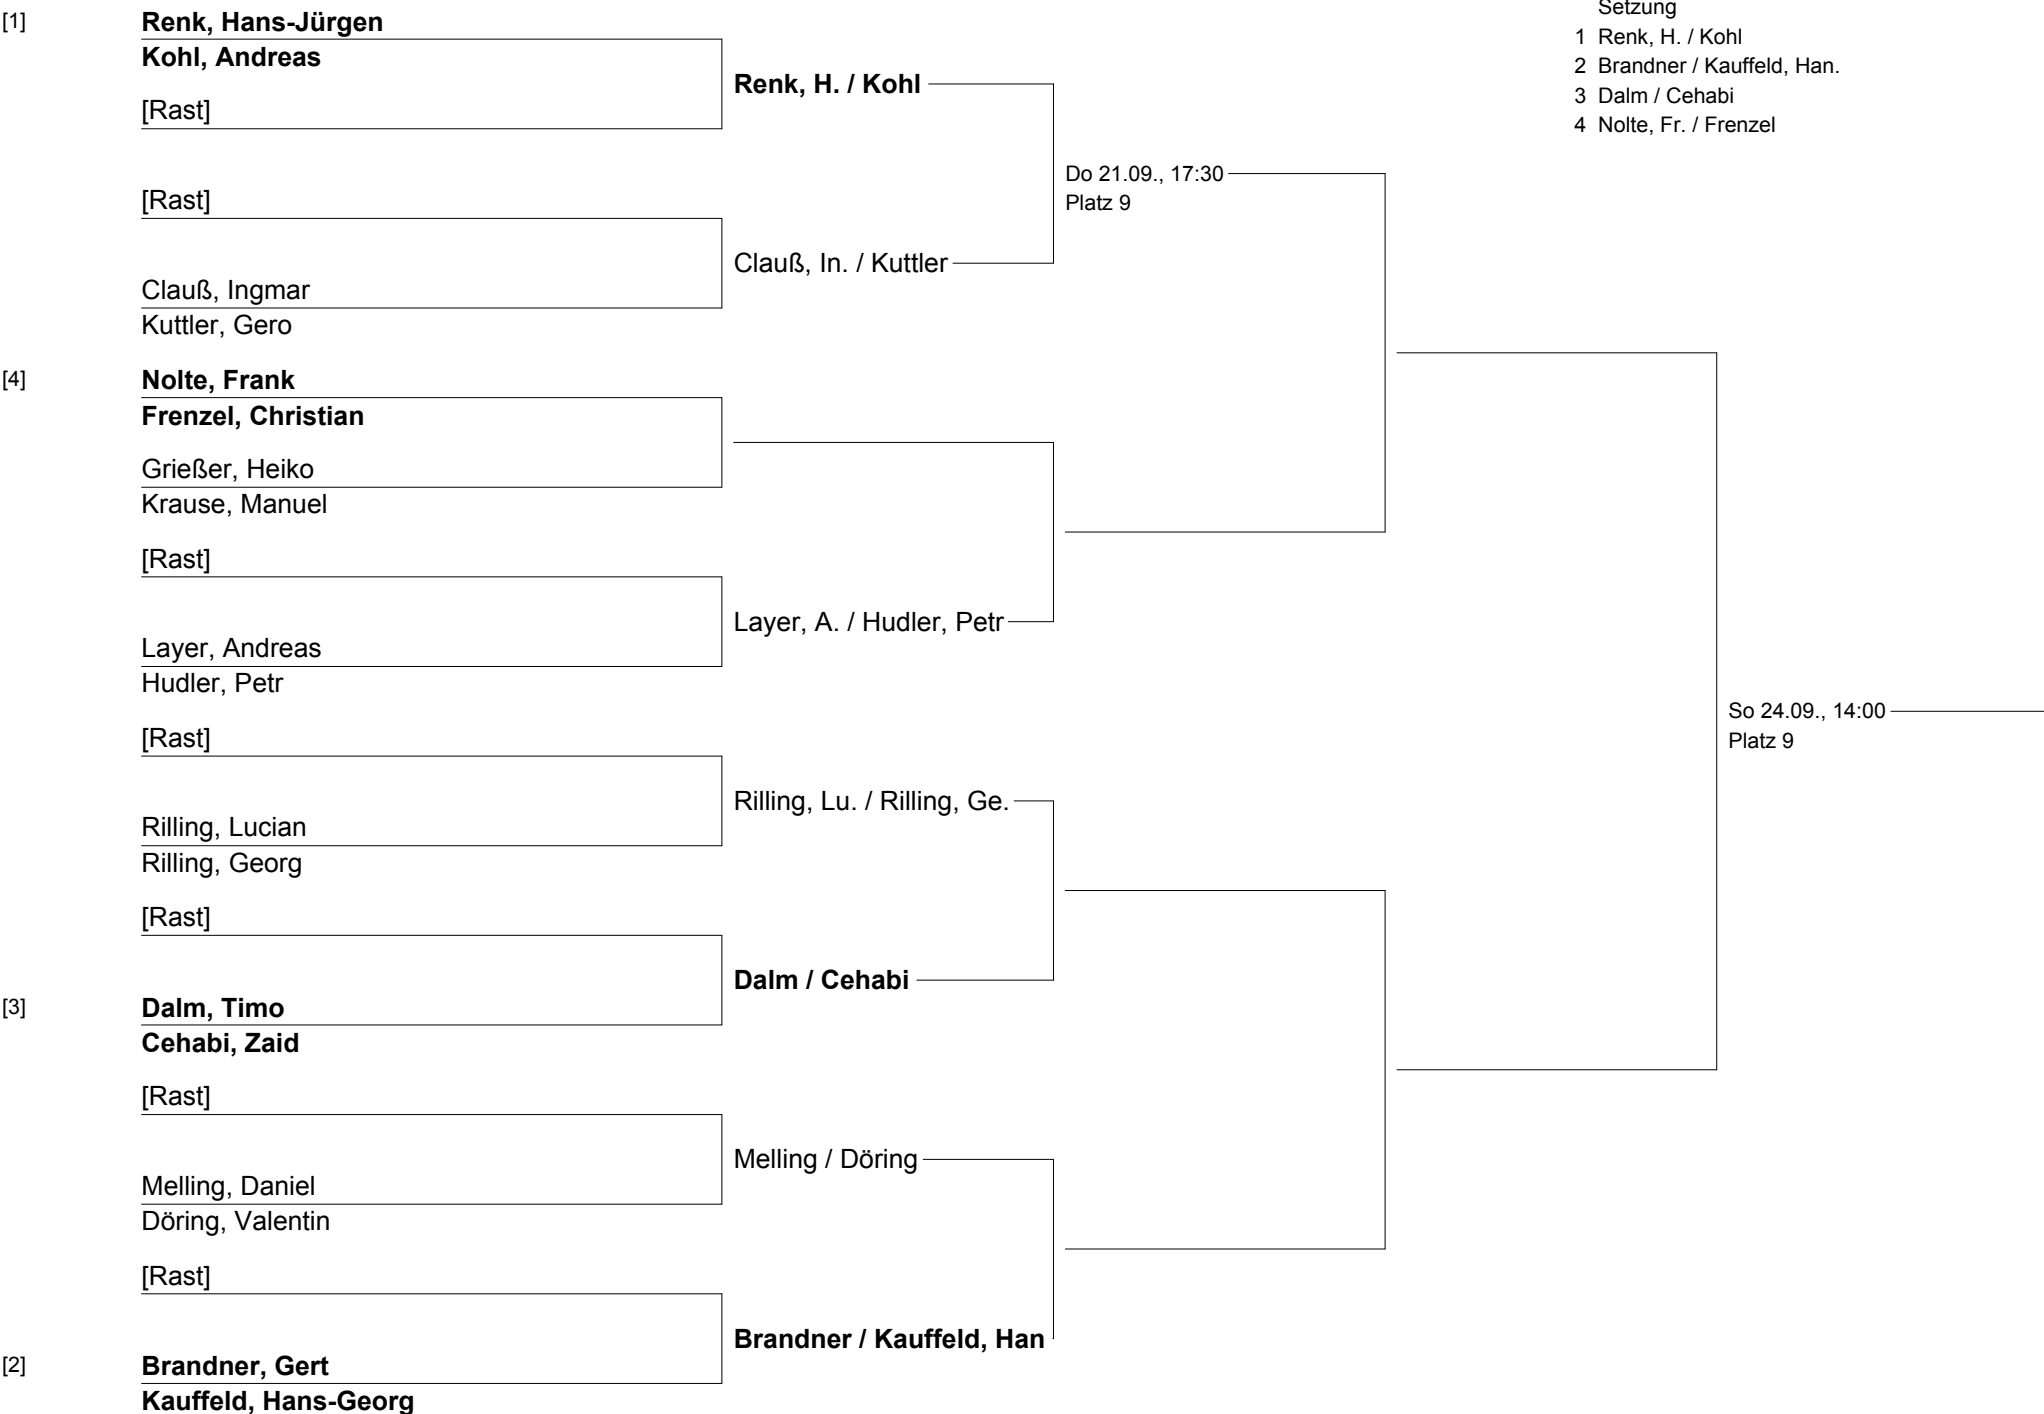 Setzung
1 Renk, H. / Kohl
2 Brandner / Kauffeld, Han.
3 Dalm / Cehabi
4 Nolte, Fr. / Frenzel
[1] Renk, Hans-Jürgen
Kohl, Andreas
Renk, H. / Kohl
[Rast]
Do 21.09., 17:30
Platz 9
[Rast]
Clauß, In. / Kuttler
Clauß, Ingmar
Kuttler, Gero
[4] Nolte, Frank
Frenzel, Christian
Grießer, Heiko
Krause, Manuel
[Rast]
Layer, A. / Hudler, Petr
Layer, Andreas
Hudler, Petr
So 24.09., 14:00
Platz 9
[Rast]
Rilling, Lu. / Rilling, Ge.
Rilling, Lucian
Rilling, Georg
[Rast]
Dalm / Cehabi
[3] Dalm, Timo
Cehabi, Zaid
[Rast]
Melling / Döring
Melling, Daniel
Döring, Valentin
[Rast]
Brandner / Kauffeld, Han
[2] Brandner, Gert
Kauffeld, Hans-Georg